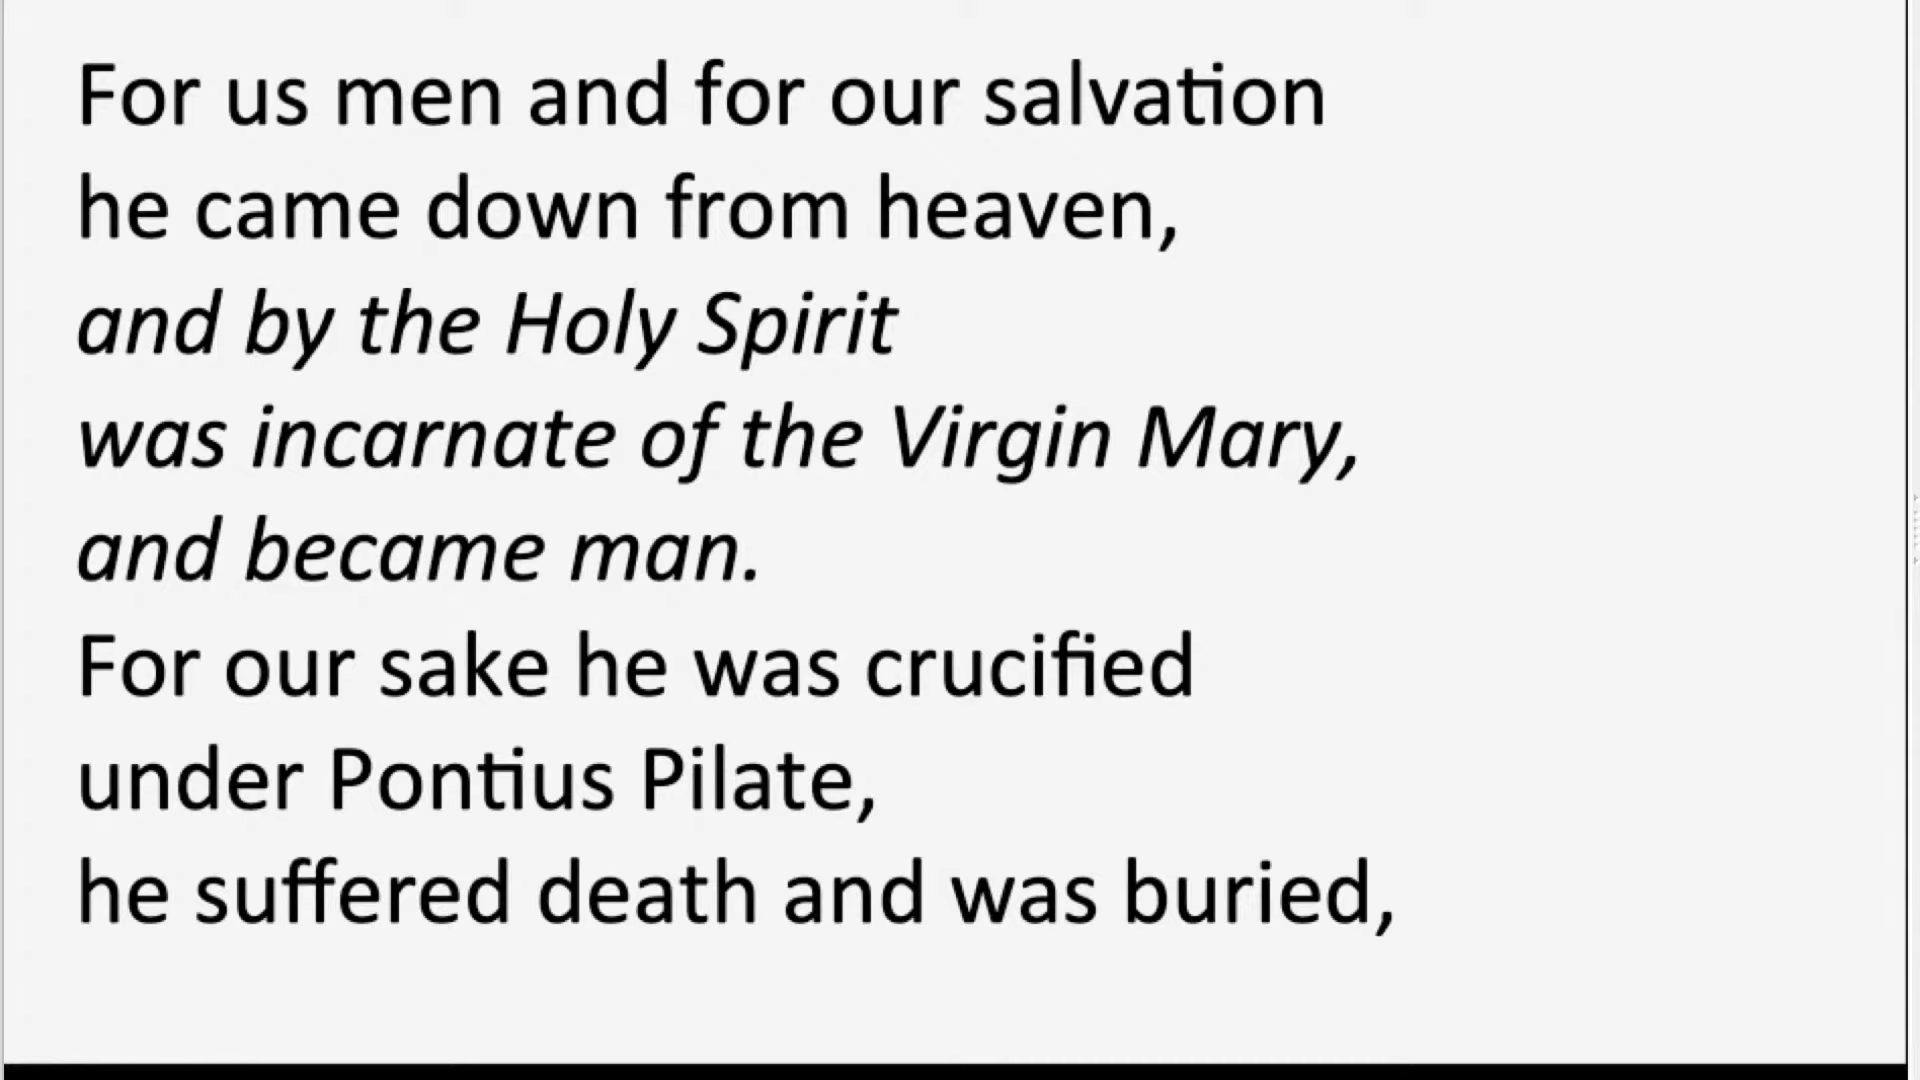 For us men and for our salvation
he came down from heaven,
and by the Holy Spirit
was incarnate of the Virgin Mary,
and became man.
For our sake he was crucified
under Pontius Pilate,
he suffered death and was buried,